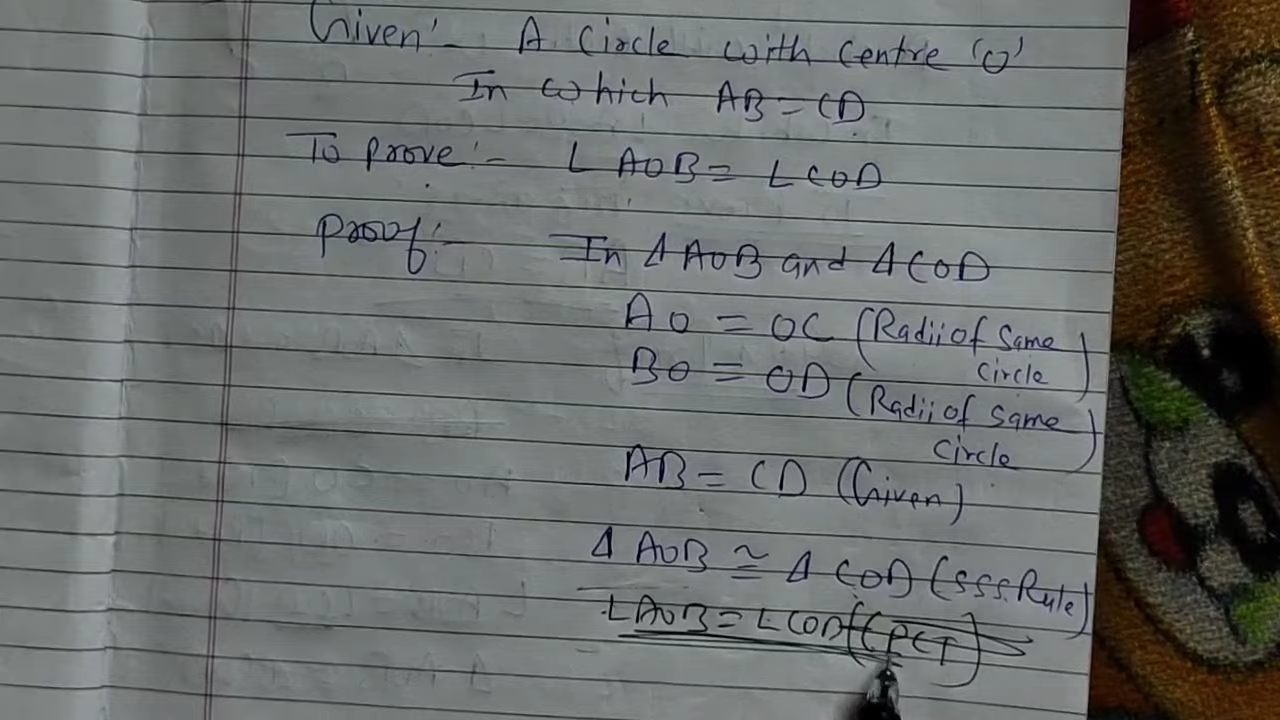 Given:- A Circle with Centre 'O'
In which AB = CD
To prove:- ∠AOB = ∠COD
Proof:- In ΔAOB and ΔCOD
AO = OC (Radii of Same
Circle)
BO = OD (Radii of Same
Circle)
AB = CD (Given)
ΔAOB ≅ ΔCOD (SSS.Rule)
∠AOB = ∠COD (CPCT)